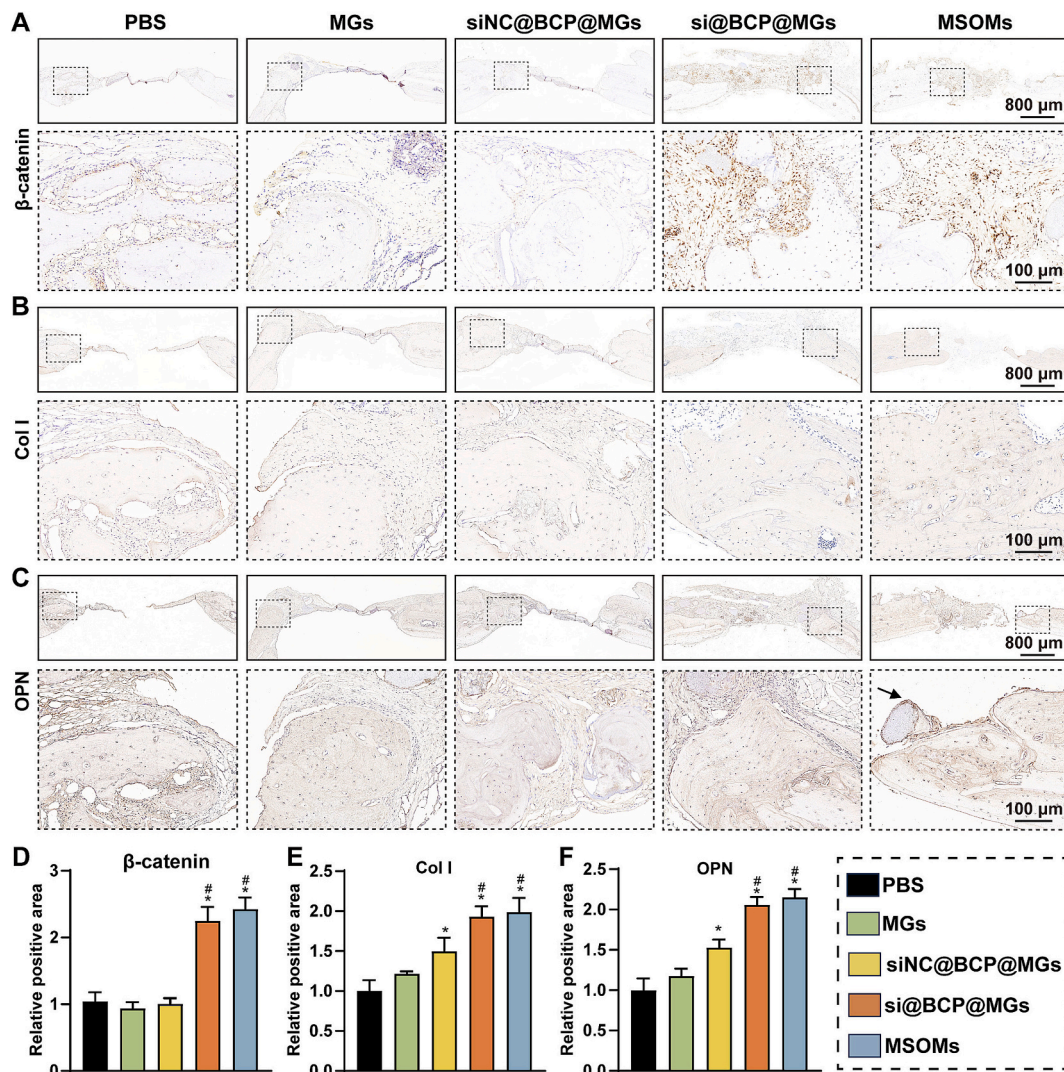 A PBS MGs siNC@BCP@MGs si@BCP@MGs MSOMs
800 μm
β-catenin
100 μm
B
800 μm
Col I
100 μm
C
800 μm
OPN
100 μm
D
β-catenin
Relative positive area
3
2
1
0
#
*
#
*
E
Col I
Relative positive area
2.5
2.0
1.5
1.0
0.5
0.0
*
#
*
#
*
F
OPN
Relative positive area
2.5
2.0
1.5
1.0
0.5
0.0
*
#
*
#
*
PBS
MGs
siNC@BCP@MGs
si@BCP@MGs
MSOMs